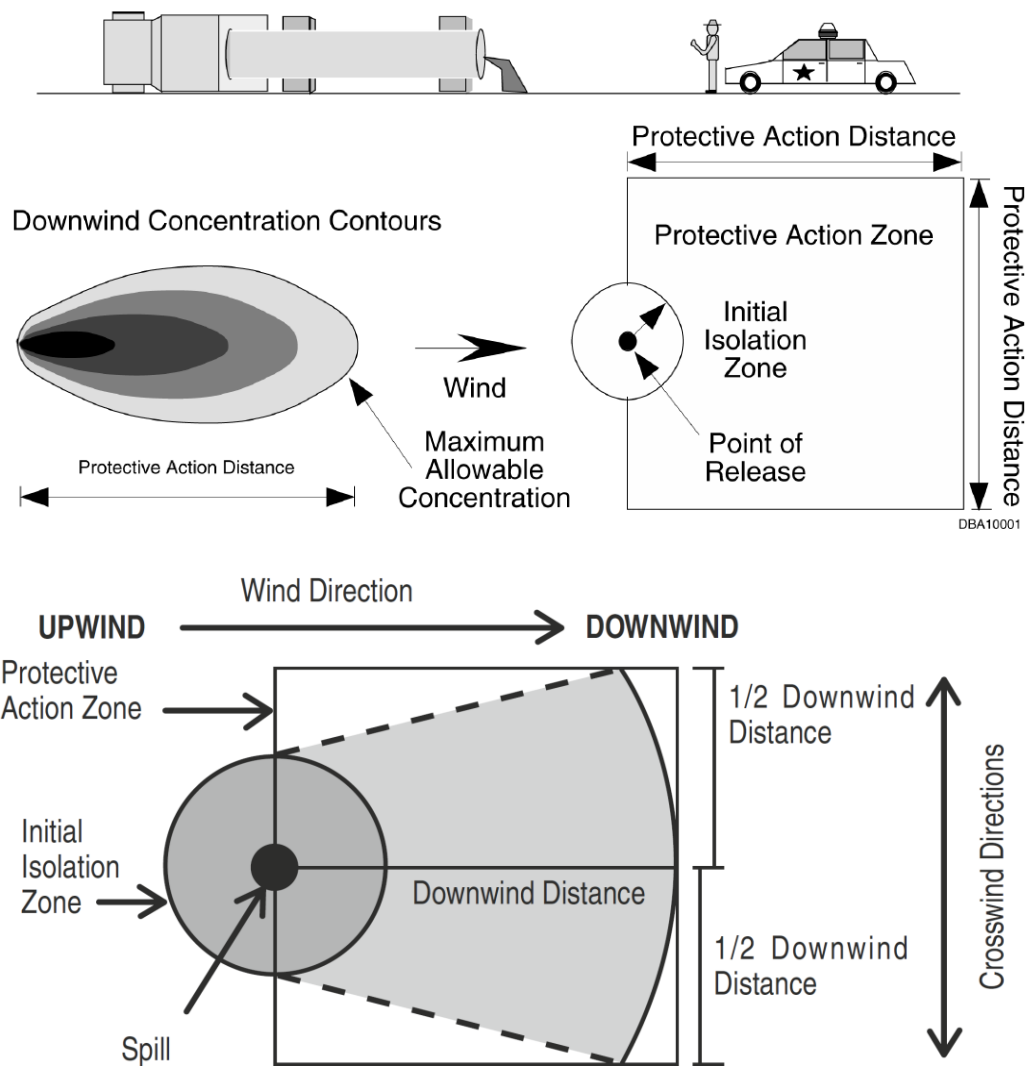 Protective Action Distance
Downwind Concentration Contours
Protective Action Zone
Protective Action Distance
Initial
Isolation
Zone
Wind
Maximum
Allowable
Concentration
Point of
Release
Protective Action Distance
DBA10001
Wind Direction
UPWIND
DOWNWIND
Protective
Action Zone
1/2 Downwind
Distance
Initial
Isolation
Zone
Downwind Distance
Crosswind Directions
1/2 Downwind
Distance
Spill